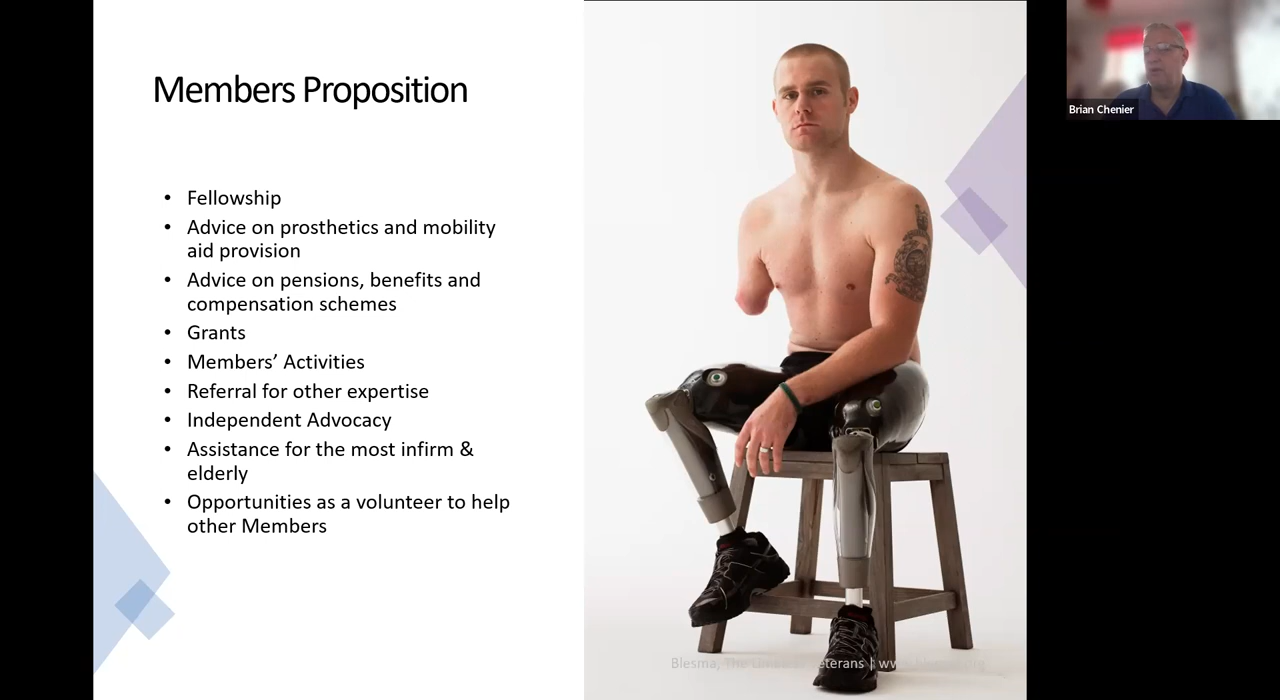 Members Proposition
• Fellowship
• Advice on prosthetics and mobility
aid provision
• Advice on pensions, benefits and
compensation schemes
• Grants
• Members’ Activities
• Referral for other expertise
• Independent Advocacy
• Assistance for the most infirm &
elderly
• Opportunities as a volunteer to help
other Members
Blesma, The | ww
Brian Chenier